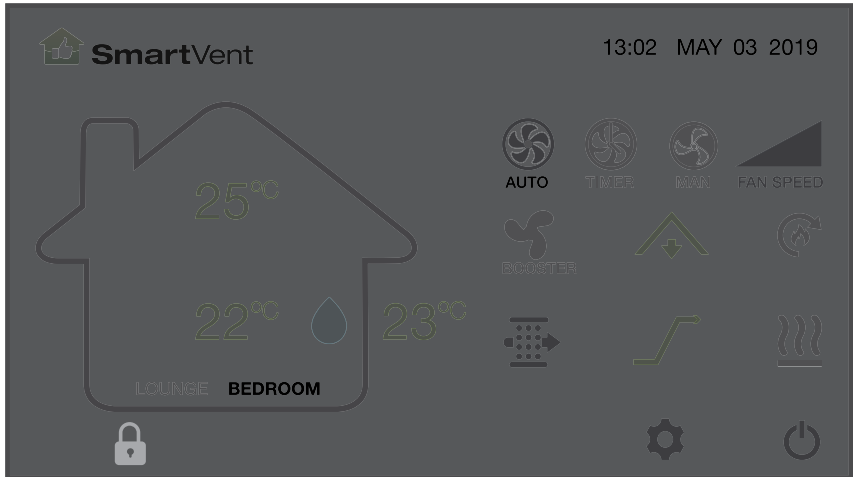 SmartVent
13:02 MAY 03 2019
25°C
AUTO TIMER MAN FAN SPEED
BOOSTER
22°C 23°C
LOUNGE BEDROOM